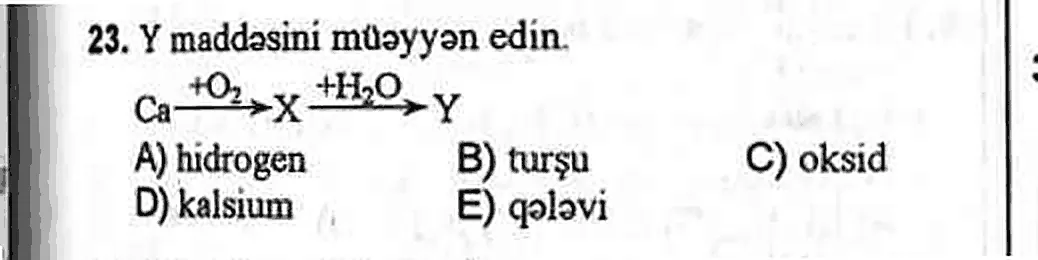 23. Y maddəsini müəyyən edin.
Ca +O₂→ X +H₂O→ Y
A) hidrogen B) turşu C) oksid
D) kalsium E) qələvi